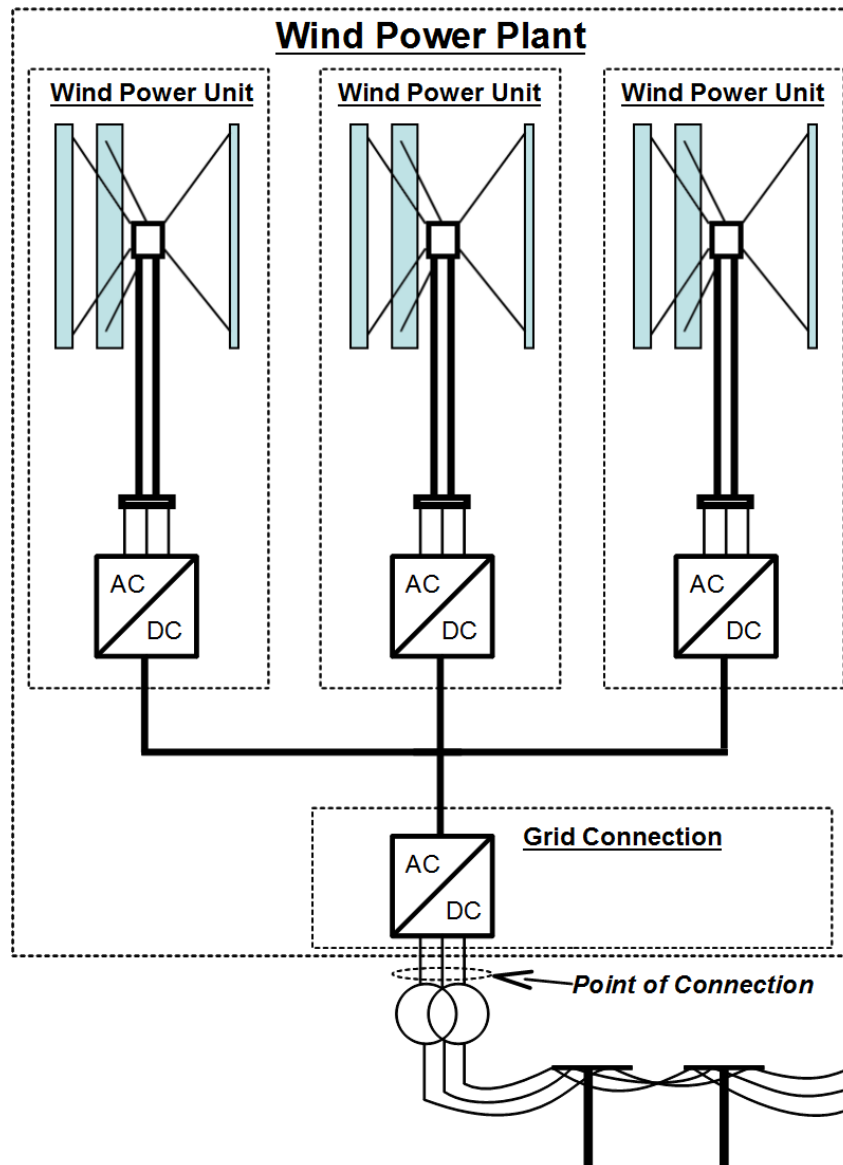 Wind Power Plant
Wind Power Unit
Wind Power Unit
Wind Power Unit
AC
DC
AC
DC
AC
DC
Grid Connection
AC
DC
Point of Connection